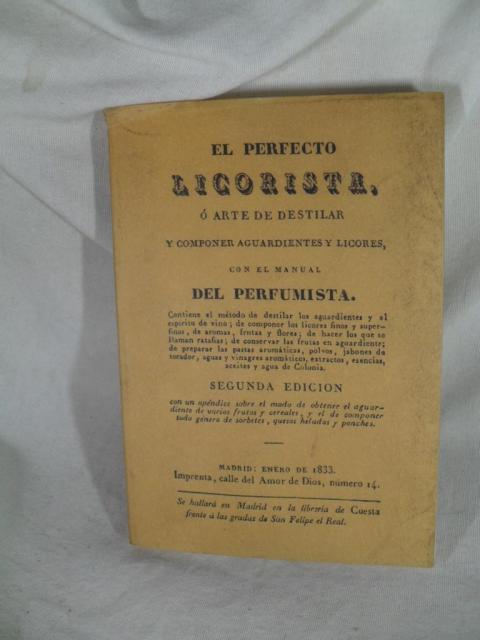 EL PERFECTO
LICORISTA,
ó ARTE DE DESTILAR
Y COMPONER AGUARDIENTES Y LICORES,
CON EL MANUAL
DEL PERFUMISTA.
Contiene el método de destilar los aguardientes y el
espíritu de vino; de componer los licores finos y super-
finos, de aromas, frutas y flores; de hacer los que se
llaman ratafias; de conservar las frutas en aguardiente;
de preparar las pastas aromáticas, polvos, jabones de
tocador, aguas y vinagres aromáticos, extractos, esencias,
aceites y agua de Colonia.
SEGUNDA EDICION
con un apéndice sobre el modo de obtener el aguar-
diente de varios frutas y cereales, y el de componer
todo género de sorbetes, quesos helados y ponches.
MADRID: ENERO DE 1833.
Imprenta, calle del Amor de Dios, número 14.
Se hallará en Madrid en la librería de Cuesta
frente á las gradas de San Felipe el Real.